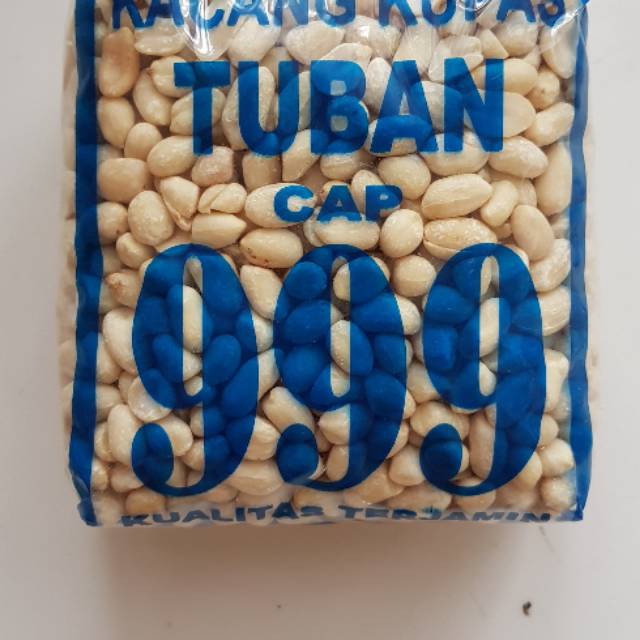 KACANG KUPAS
TUBAN
CAP
999
KUALITAS TERJAMIN